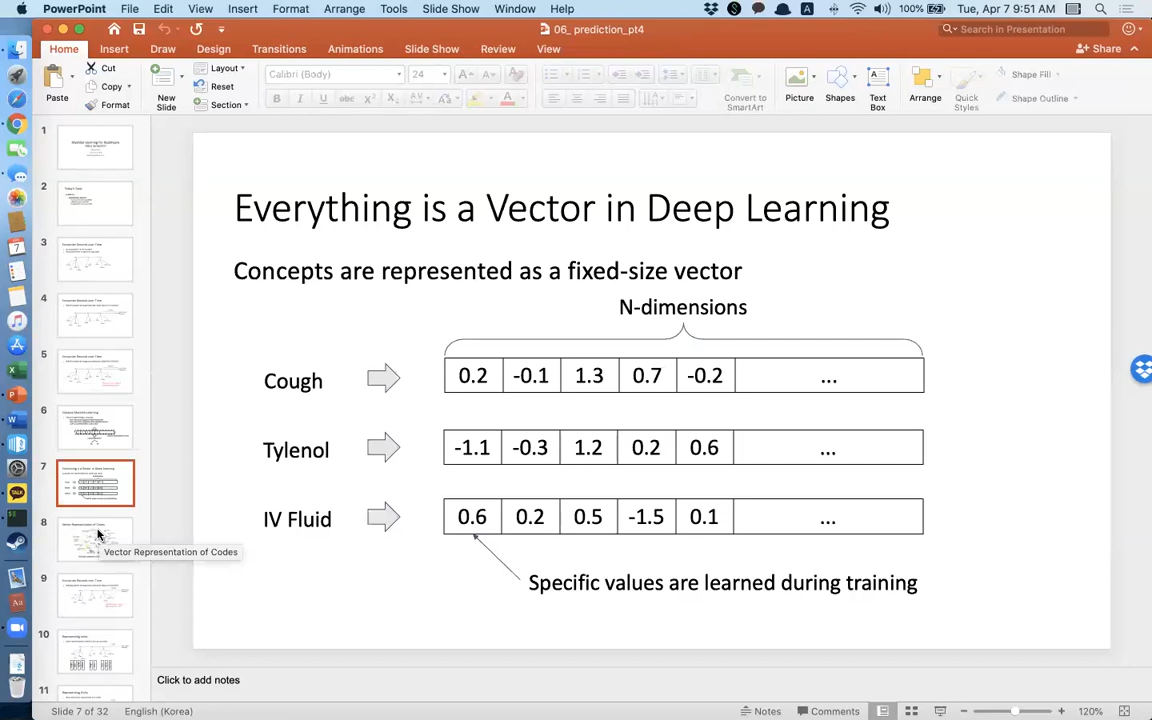 PowerPoint File Edit View Insert Format Arrange Tools Slide Show Window Help 100% Tue, Apr 7 9:51 AM
06_ prediction_pt4
Search in Presentation
Home Insert Draw Design Transitions Animations Slide Show Review View
Share
Paste
Cut
Copy
Format
New Slide
Layout
Reset
Section
Calibri (Body) 24
B I U abc X² X₂ AV Aa A
Convert to SmartArt
Picture
Shapes
Text Box
Arrange
Quick Styles
Shape Fill
Shape Outline
1
2
3
4
5
6
7
8
9
10
11
Vector Representation of Codes
Everything is a Vector in Deep Learning
Concepts are represented as a fixed-size vector
N-dimensions
Cough 0.2 -0.1 1.3 0.7 -0.2 ...
Tylenol -1.1 -0.3 1.2 0.2 0.6 ...
IV Fluid 0.6 0.2 0.5 -1.5 0.1 ...
Specific values are learned during training
Click to add notes
Slide 7 of 32 English (Korea) Notes Comments 120%